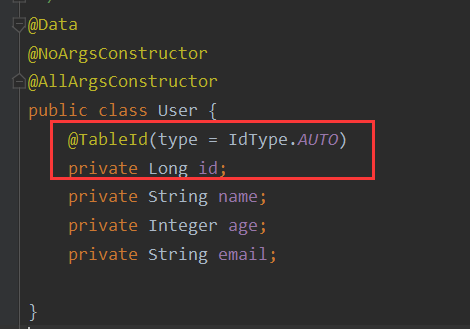 @Data
@NoArgsConstructor
@AllArgsConstructor
public class User {
@TableId(type = IdType.AUTO)
private Long id;
private String name;
private Integer age;
private String email;
}